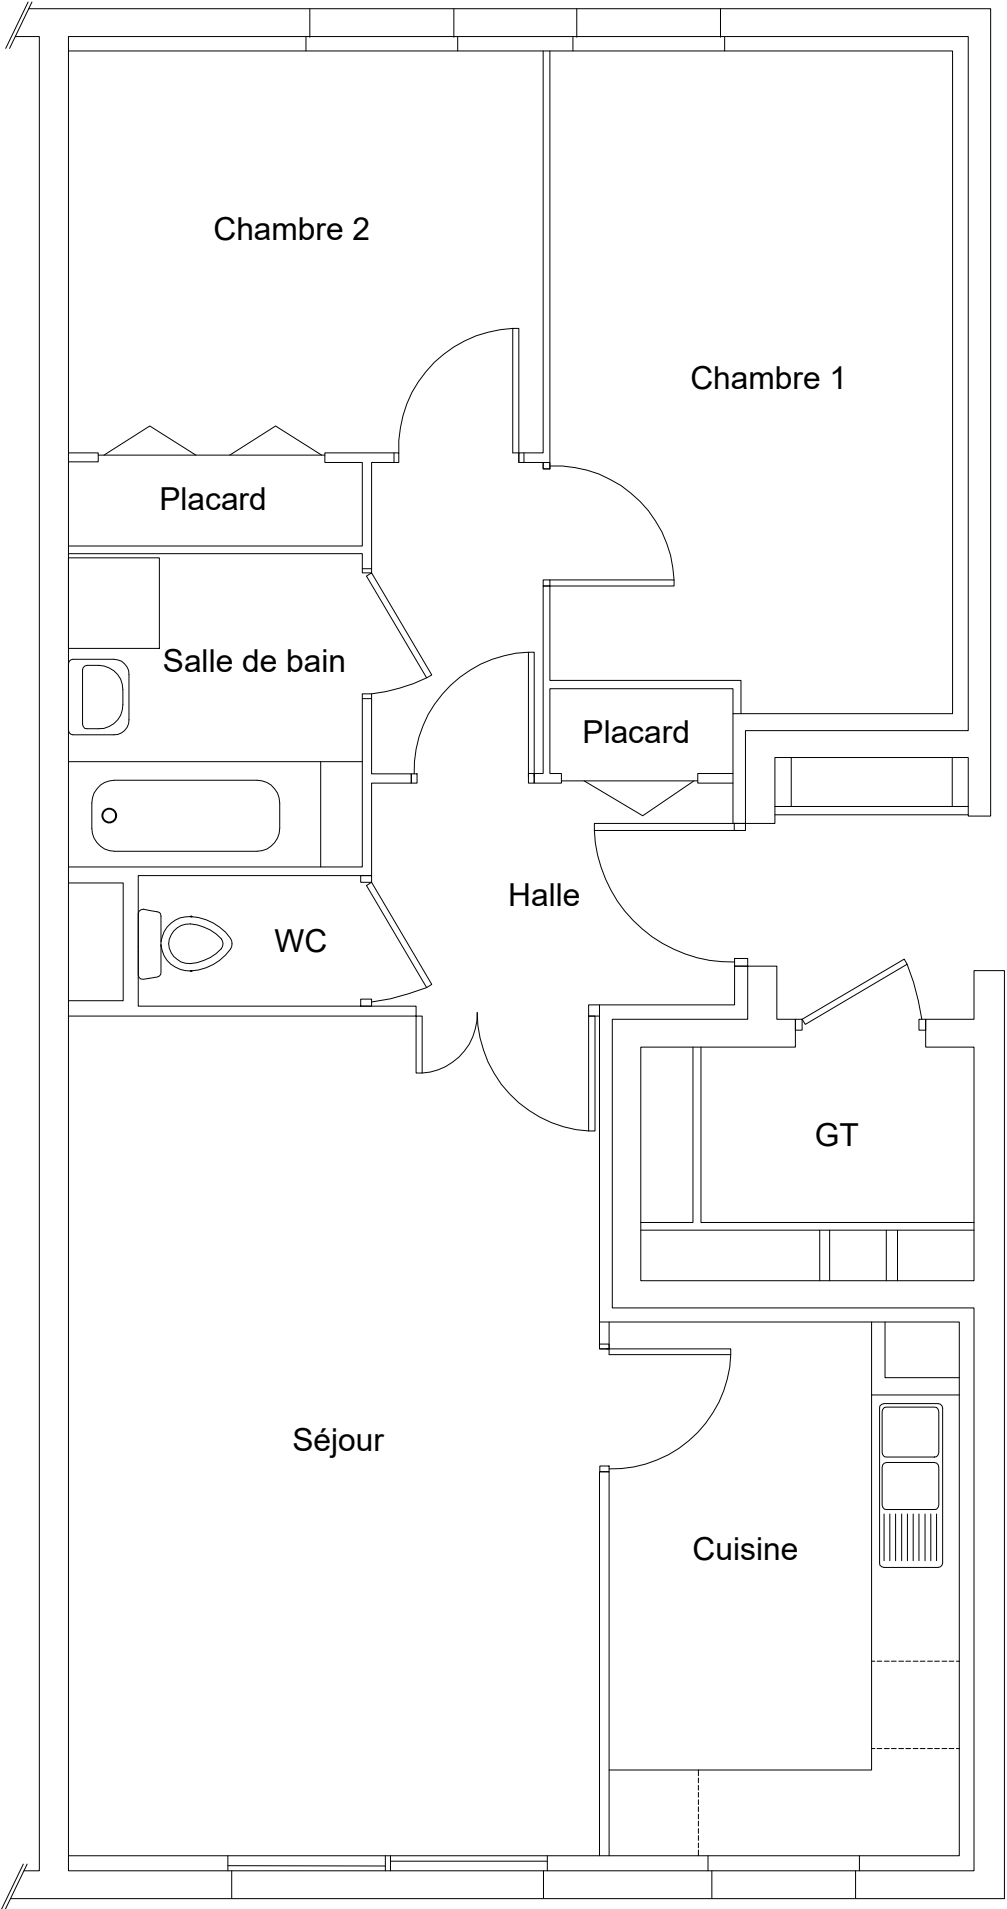 Chambre 2
Chambre 1
Placard
Salle de bain
Placard
Halle
WC
GT
Séjour
Cuisine